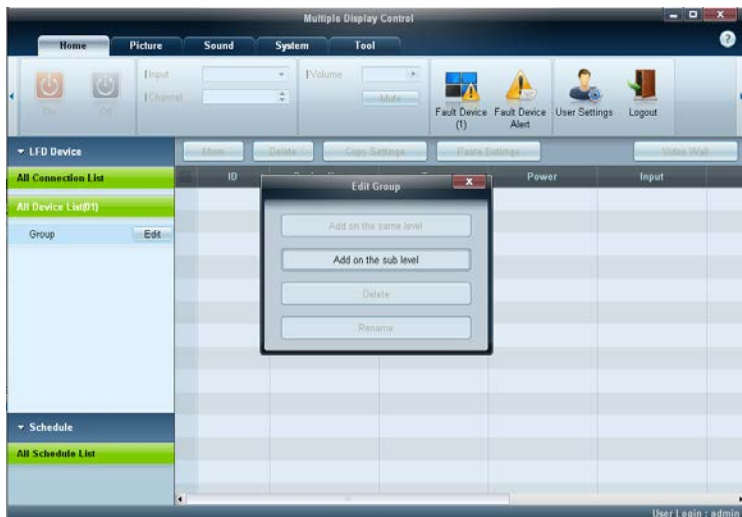 Multiple Display Control
Home Picture Sound System Tool
Input
Volume
Channel
Mute
On Off
Fault Device (1)
Fault Device Alert
User Settings
Logout
LFD Device
Move Delete Copy Settings Paste Settings Video Wall
All Connection List
ID Power Input
Edit Group
All Device List(01)
Group Edit
Add on the same level
Add on the sub level
Delete
Rename
Schedule
All Schedule List
User Login : admin